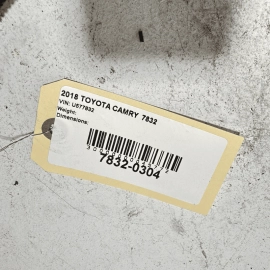 2018 TOYOTA CAMRY 7832
VIN: U577832
Weight:
Dimensions:
7832-0304